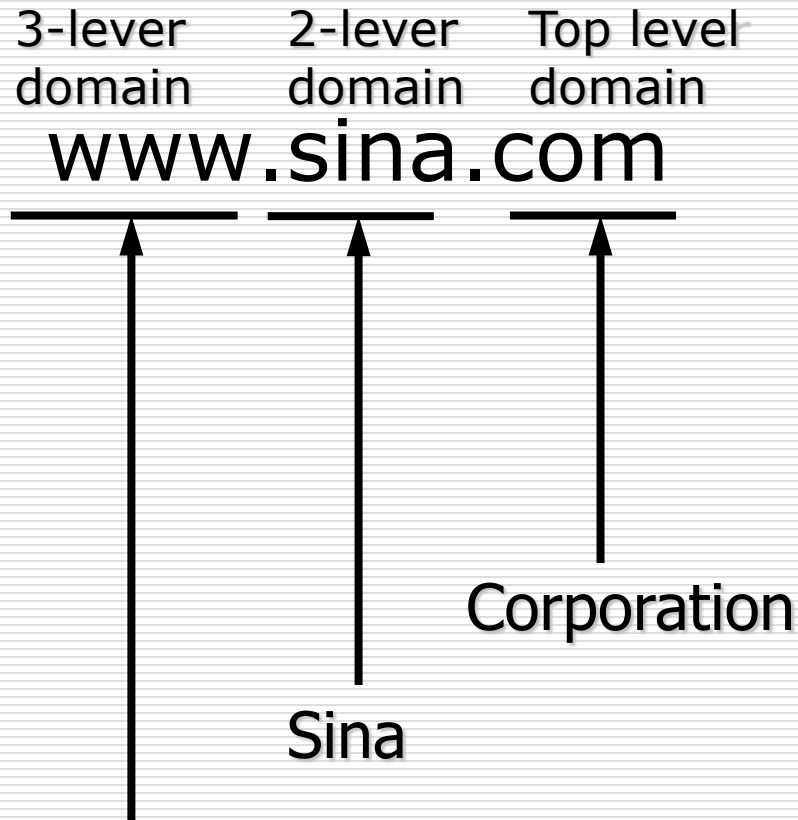 3-lever 2-lever Top level
domain domain domain
www.sina.com
Corporation
Sina